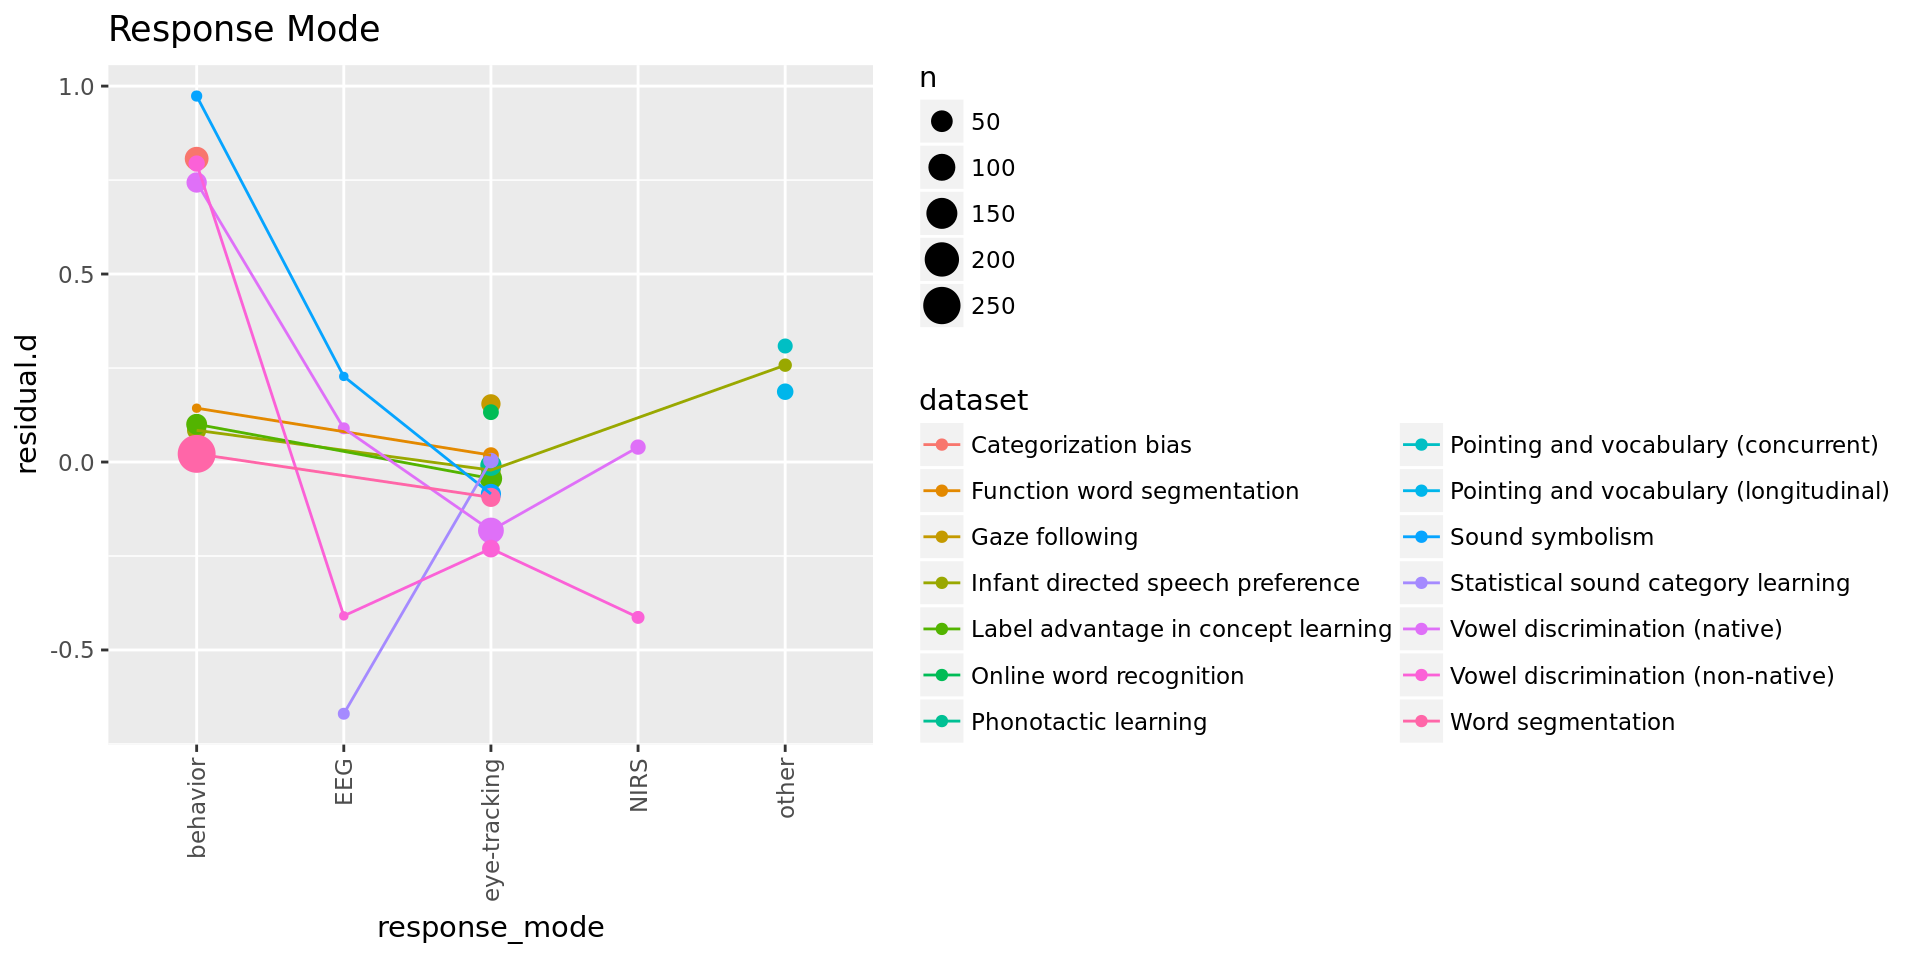 Response Mode
1.0
0.5
0.0
-0.5
residual.d
behavior
EEG
eye-tracking
NIRS
other
response_mode
n
50
100
150
200
250
dataset
Categorization bias
Function word segmentation
Gaze following
Infant directed speech preference
Label advantage in concept learning
Online word recognition
Phonotactic learning
Pointing and vocabulary (concurrent)
Pointing and vocabulary (longitudinal)
Sound symbolism
Statistical sound category learning
Vowel discrimination (native)
Vowel discrimination (non-native)
Word segmentation